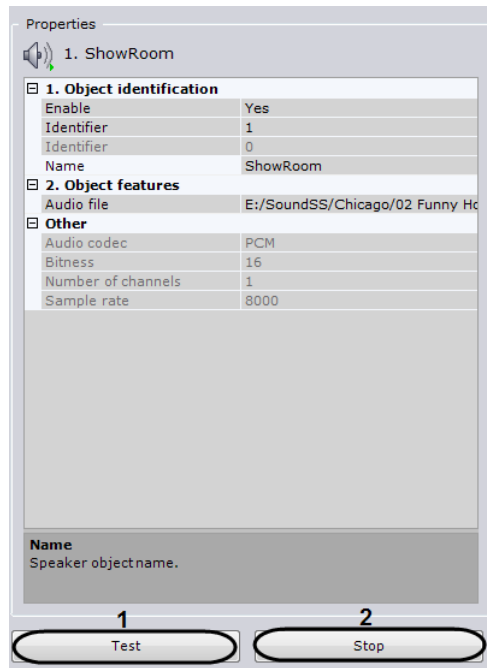 Properties
1. ShowRoom
1. Object identification
Enable Yes
Identifier 1
Identifier 0
Name ShowRoom
2. Object features
Audio file E:/SoundSS/Chicago/02 Funny Ho
Other
Audio codec PCM
Bitness 16
Number of channels 1
Sample rate 8000
Name
Speaker object name.
1 2
Test Stop